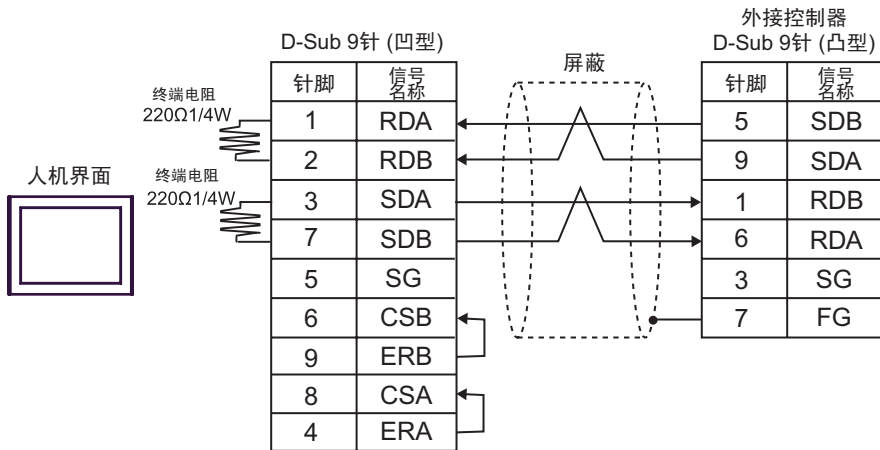 外接控制器
D-Sub 9针 (凹型)
D-Sub 9针 (凸型)
屏蔽
针脚 信号名称
针脚 信号名称
终端电阻
220Ω1/4W
1 RDA
5 SDB
2 RDB
9 SDA
人机界面
终端电阻
220Ω1/4W
3 SDA
1 RDB
7 SDB
6 RDA
5 SG
3 SG
6 CSB
7 FG
9 ERB
8 CSA
4 ERA